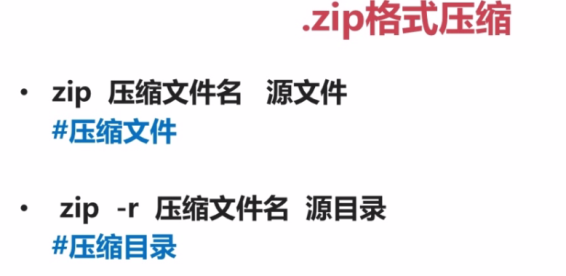 .zip格式压缩
• zip 压缩文件名 源文件
#压缩文件
• zip -r 压缩文件名 源目录
#压缩目录